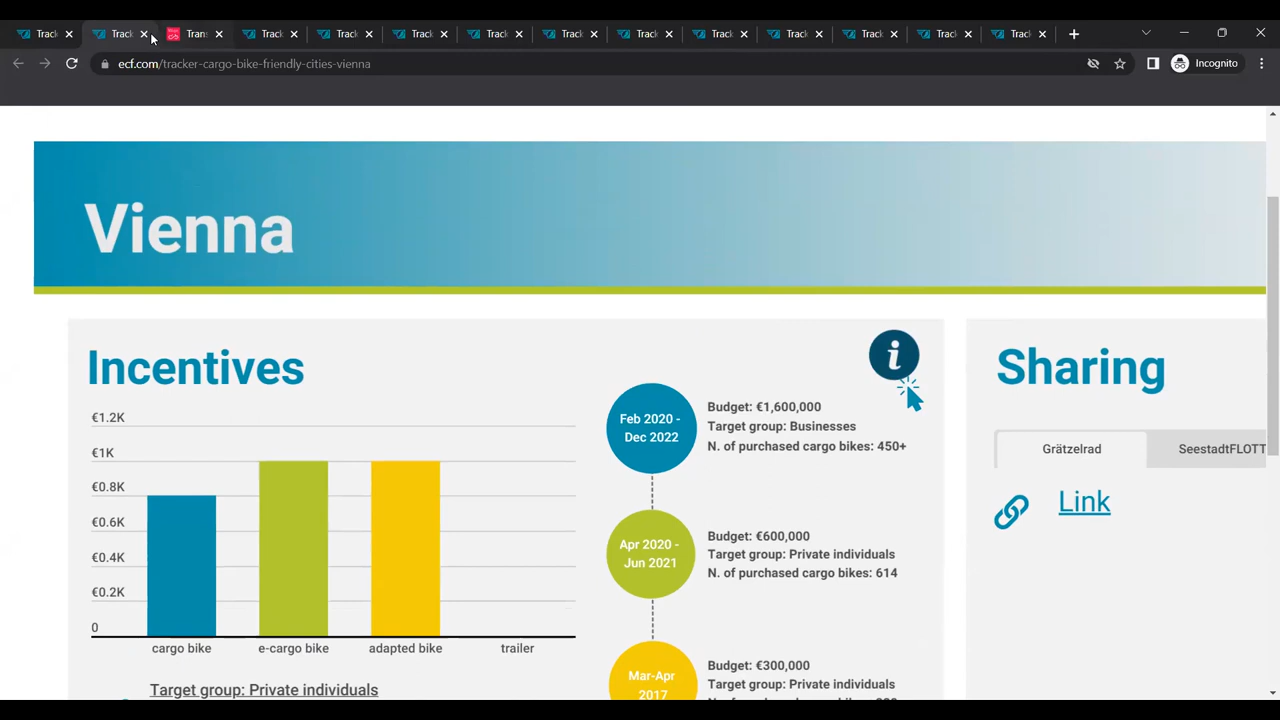 Track
Track
Trans
Track
Track
Track
Track
Track
Track
Track
Track
Track
Track
Track
ecf.com/tracker-cargo-bike-friendly-cities-vienna
Incognito
Vienna
Incentives
€1.2K
€1K
€0.8K
€0.6K
€0.4K
€0.2K
0
cargo bike
e-cargo bike
adapted bike
trailer
Target group: Private individuals
i
Feb 2020 -
Dec 2022
Budget: €1,600,000
Target group: Businesses
N. of purchased cargo bikes: 450+
Apr 2020 -
Jun 2021
Budget: €600,000
Target group: Private individuals
N. of purchased cargo bikes: 614
Mar-Apr
2017
Budget: €300,000
Target group: Private individuals
Sharing
Grätzelrad
SeestadtFLOTT
Link